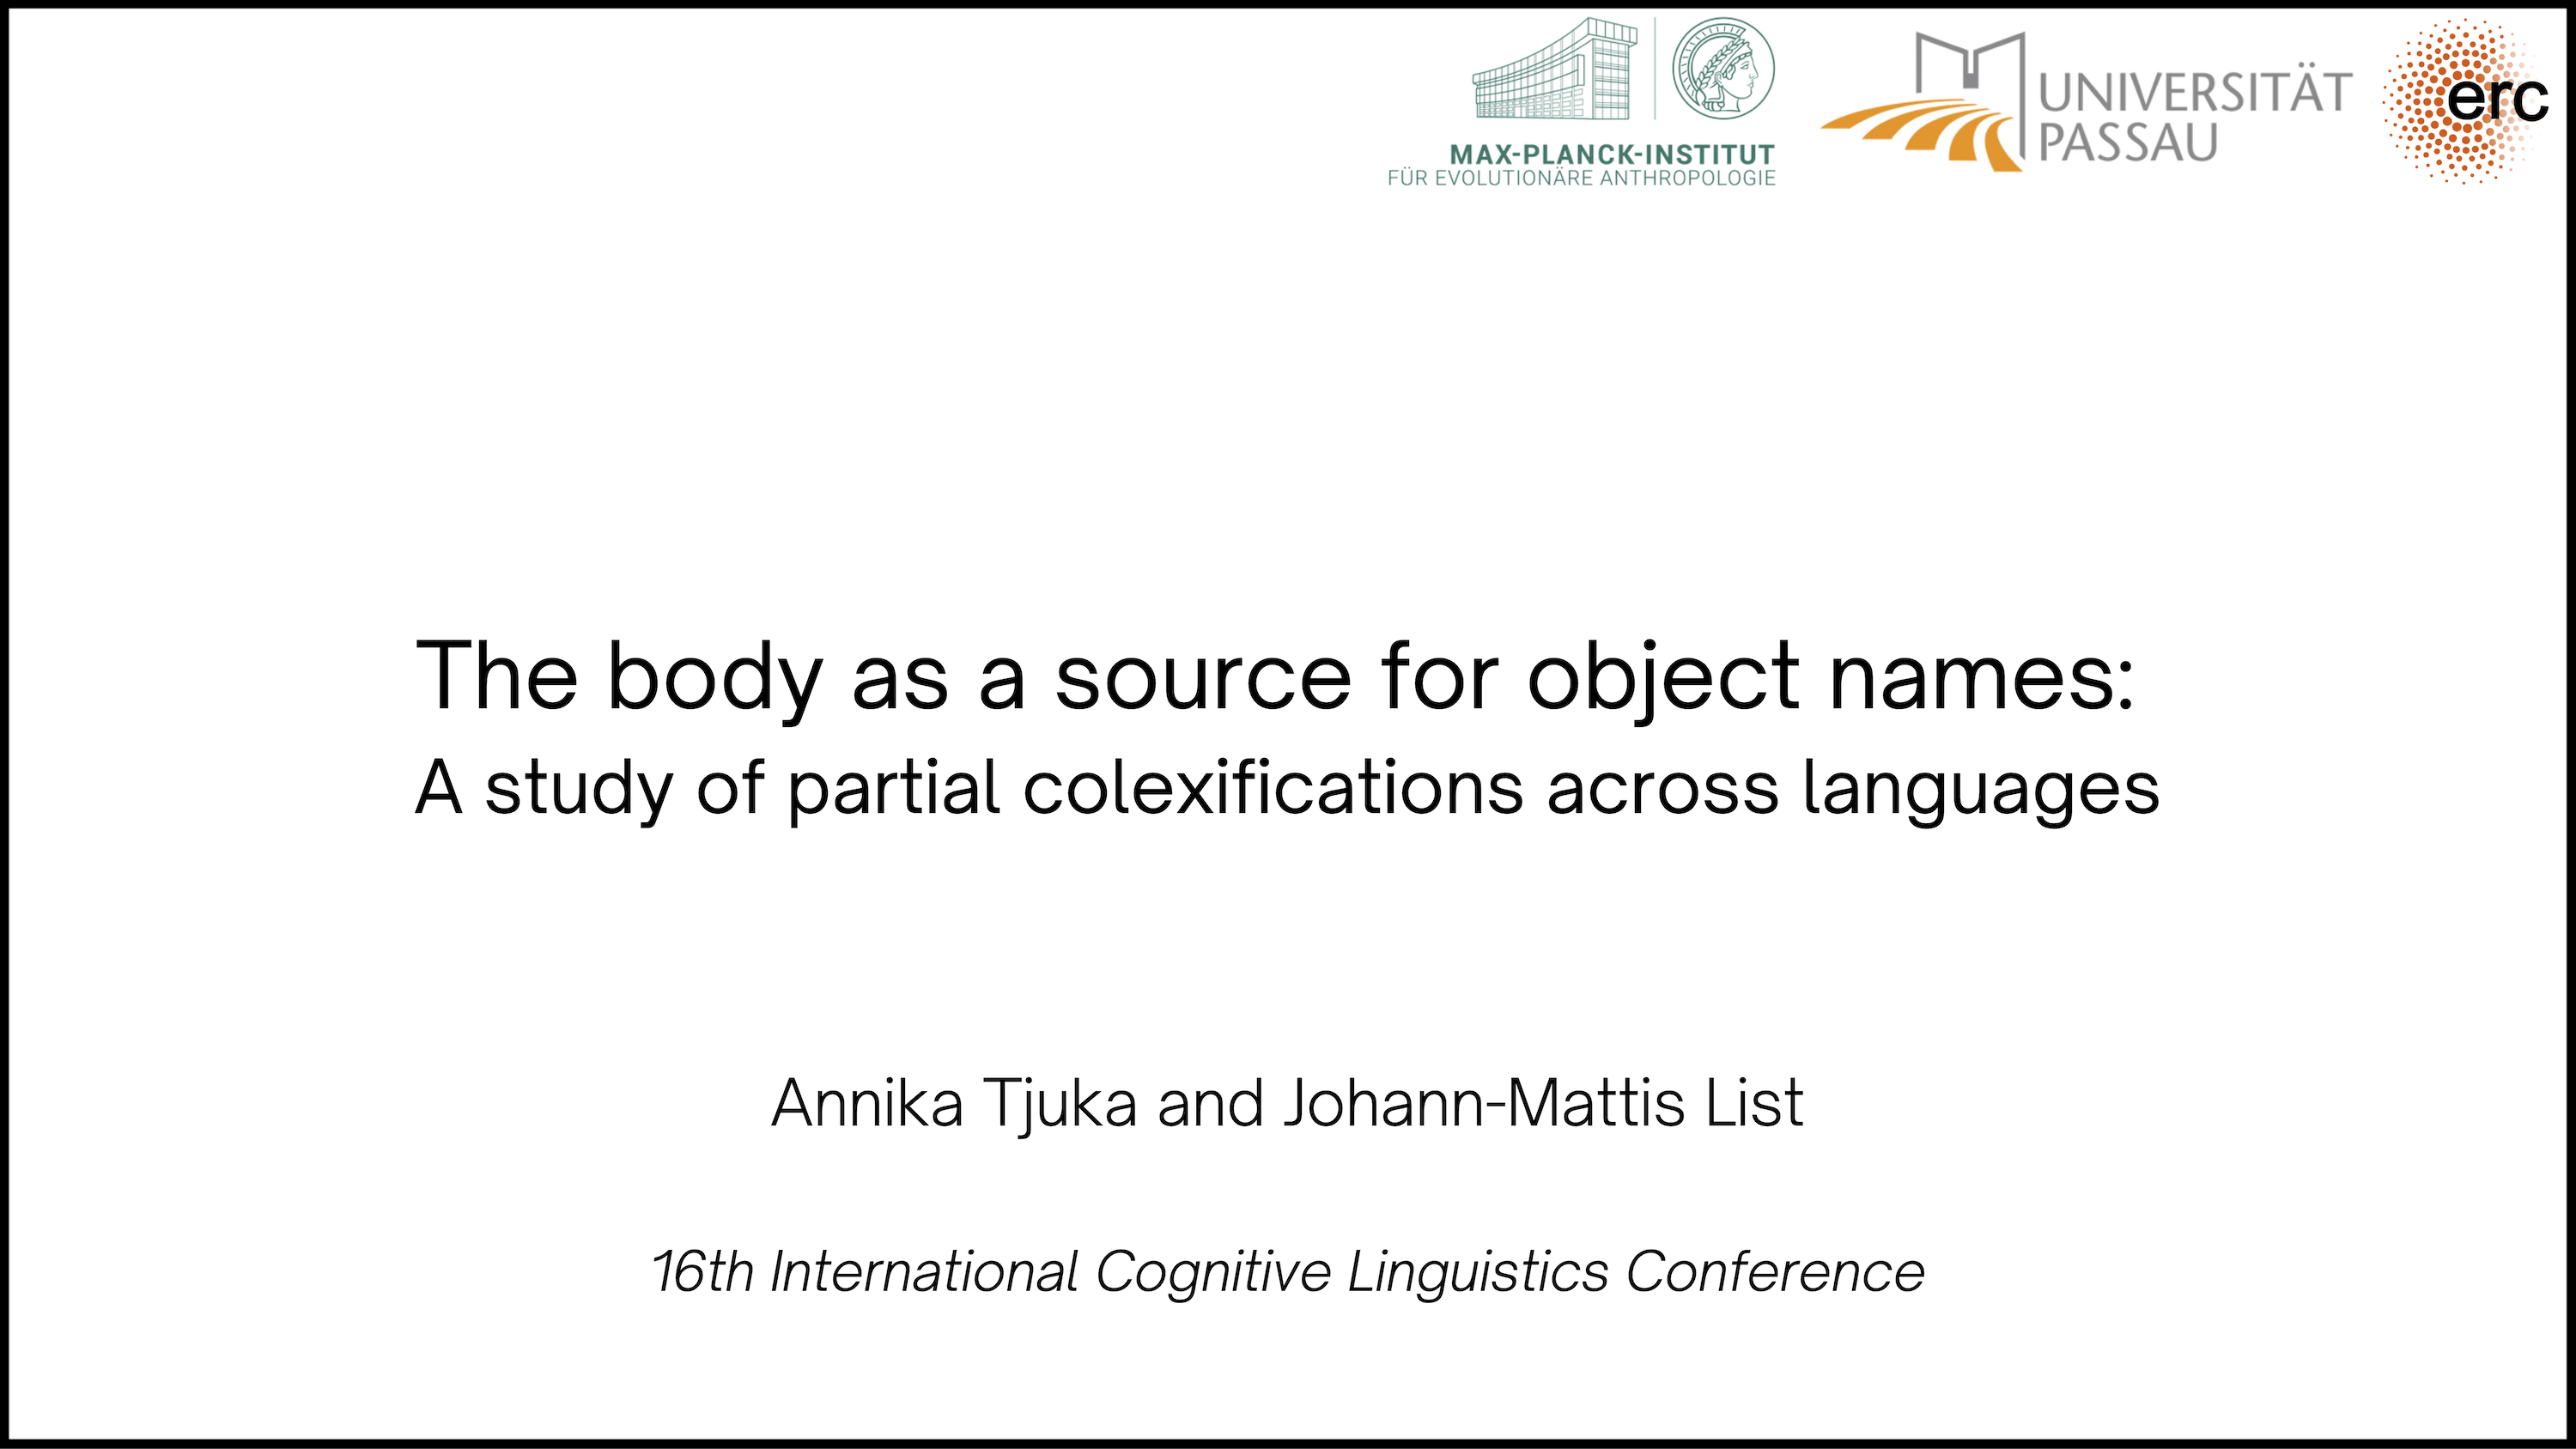 MAX-PLANCK-INSTITUT
FÜR EVOLUTIONÄRE ANTHROPOLOGIE
UNIVERSITÄT
PASSAU
erc
The body as a source for object names:
A study of partial colexifications across languages
Annika Tjuka and Johann-Mattis List
16th International Cognitive Linguistics Conference